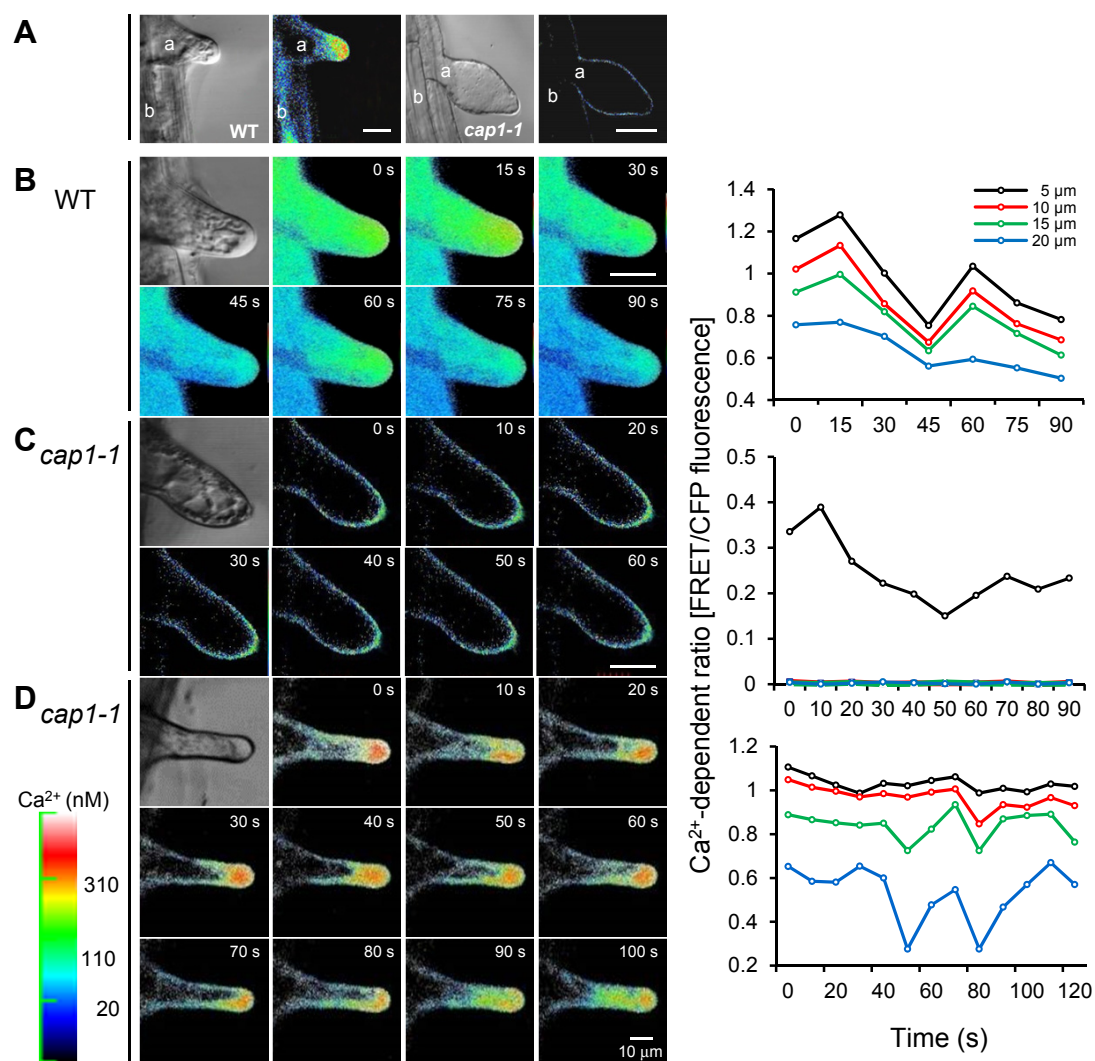 A
a
b
WT
a
b
a
b
cap1-1
a
b
B
WT
0 s
15 s
30 s
45 s
60 s
75 s
90 s
C
cap1-1
0 s
10 s
20 s
30 s
40 s
50 s
60 s
D
cap1-1
0 s
10 s
20 s
30 s
40 s
50 s
60 s
70 s
80 s
90 s
100 s
10 μm
Ca²⁺ (nM)
310
110
20
Ca²⁺-dependent ratio [FRET/CFP fluorescence]
1.4
1.2
1
0.8
0.6
0.4
5 µm
10 µm
15 µm
20 µm
0 15 30 45 60 75 90
0.5
0.4
0.3
0.2
0.1
0
0 10 20 30 40 50 60 70 80 90
1.2
1
0.8
0.6
0.4
0.2
0 20 40 60 80 100 120
Time (s)